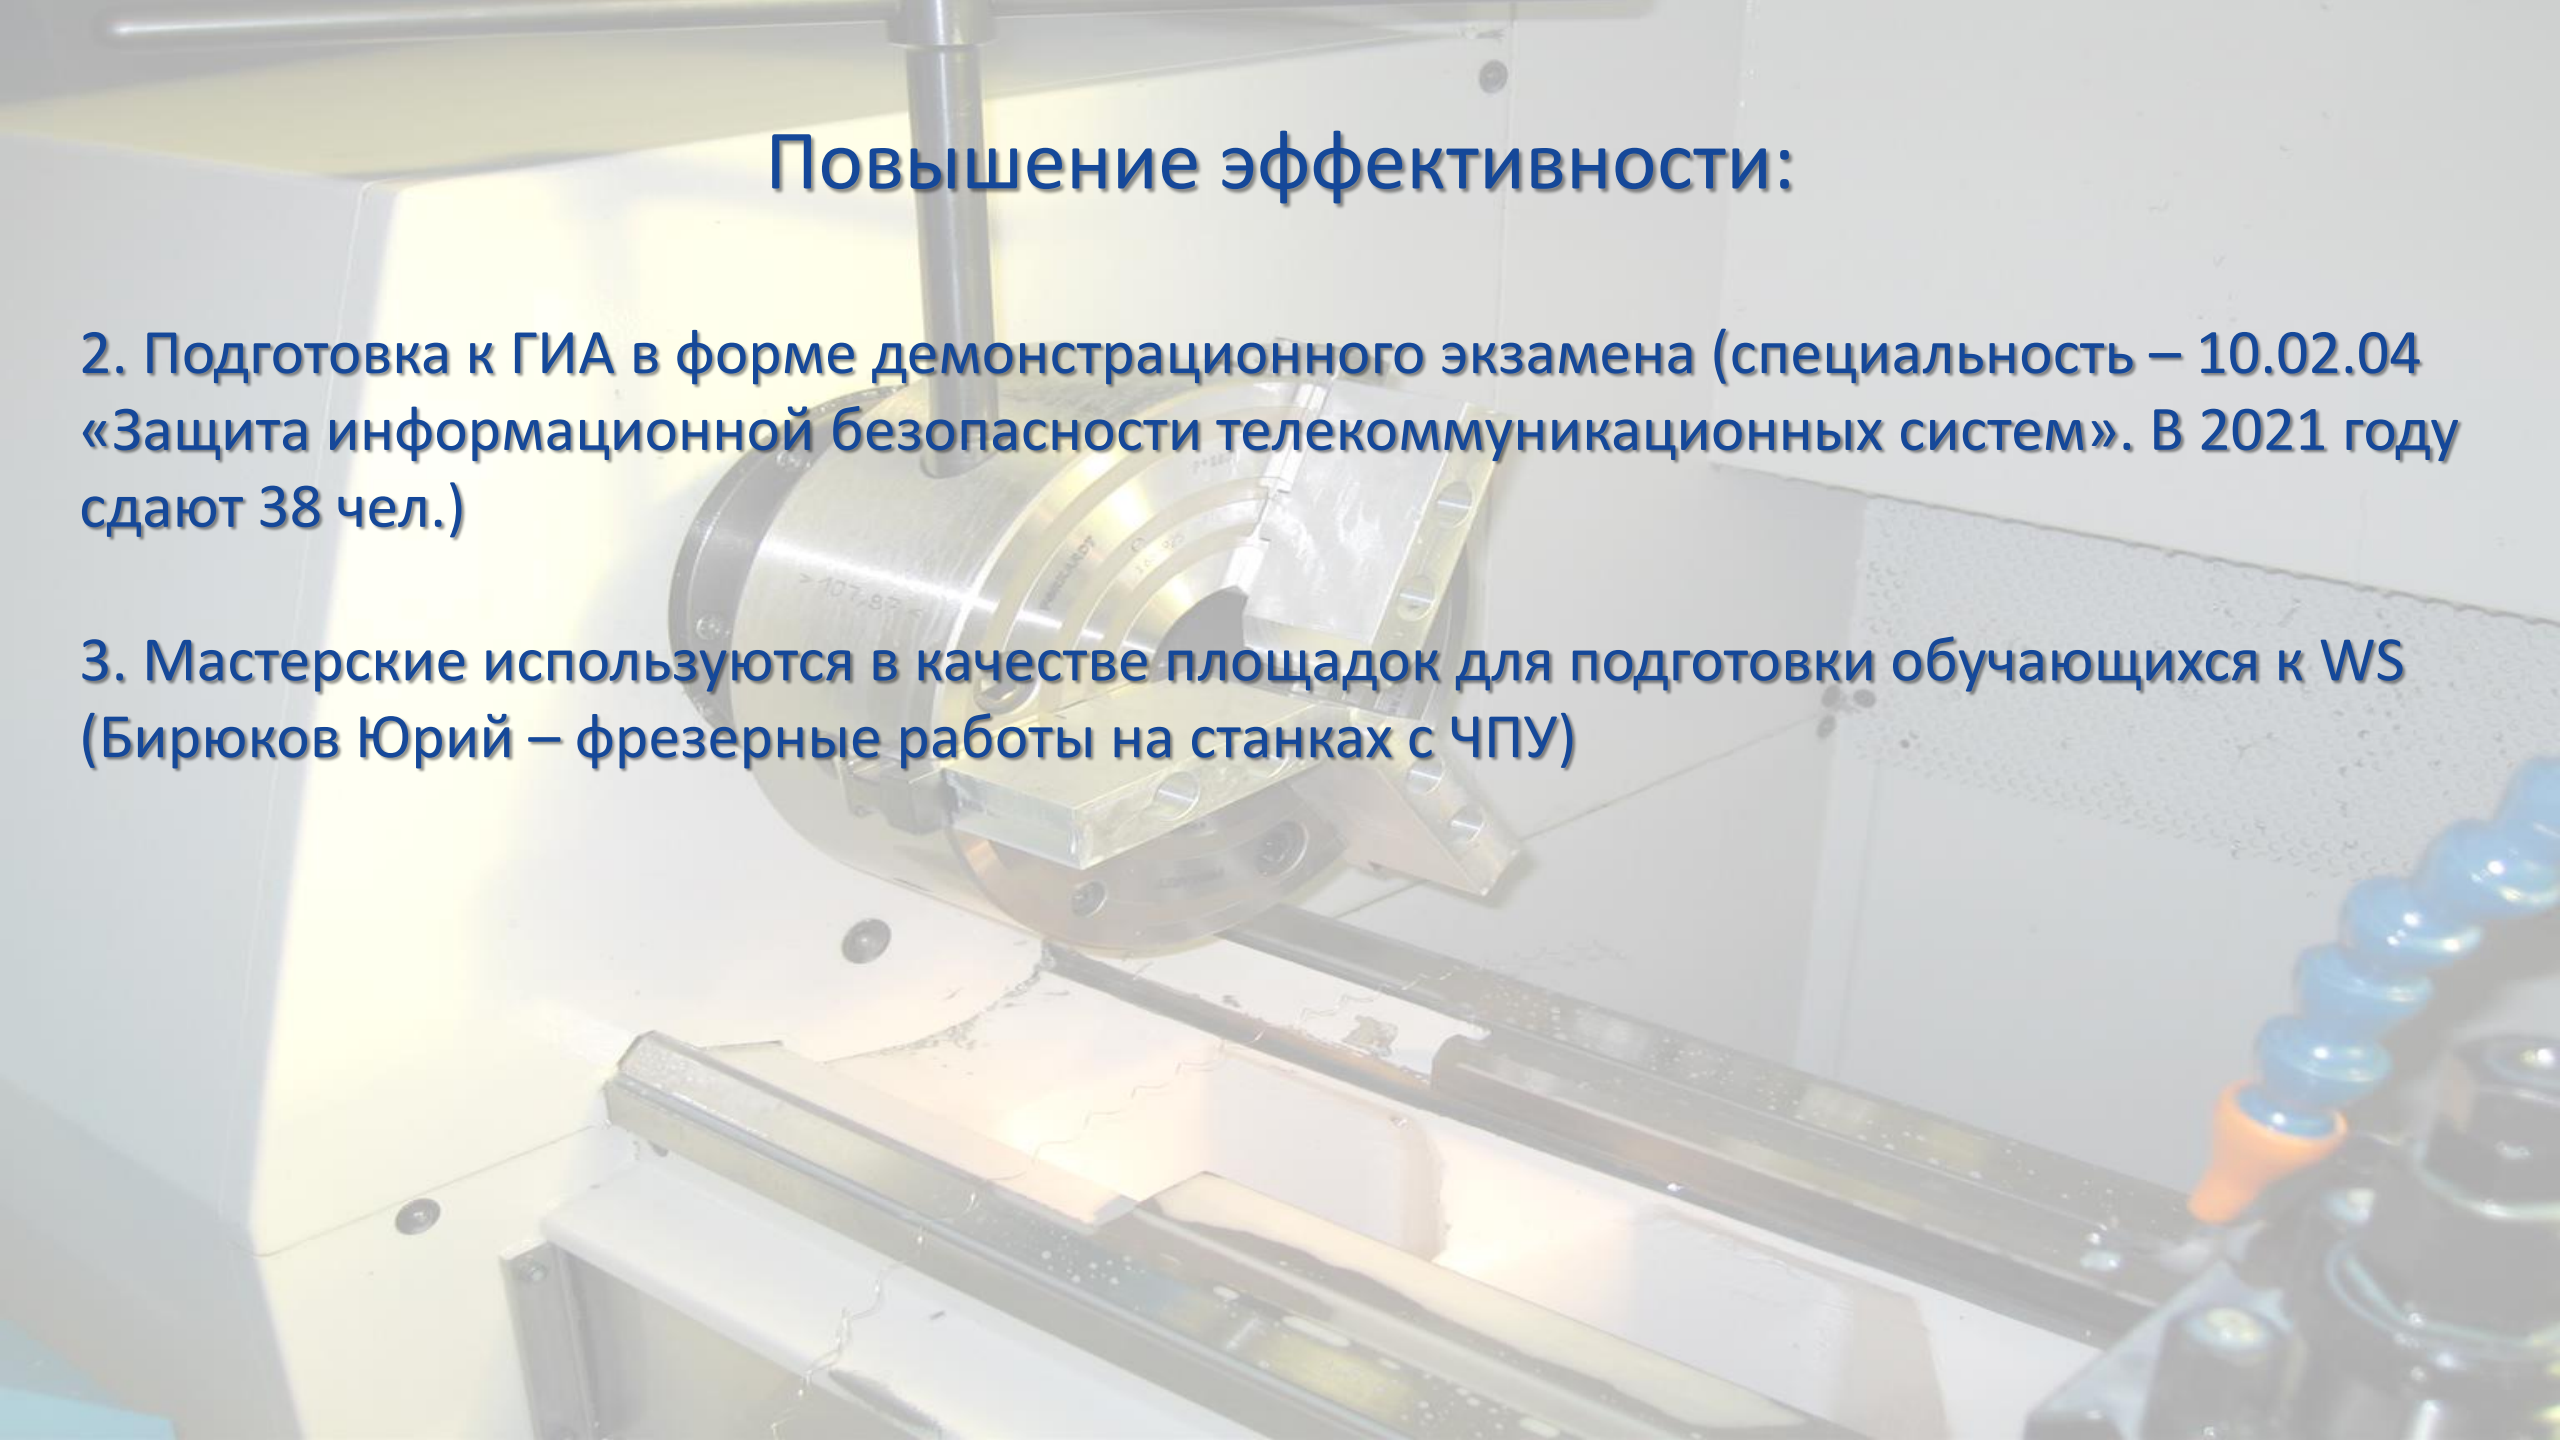 Повышение эффективности:
2. Подготовка к ГИА в форме демонстрационного экзамена (специальность – 10.02.04
«Защита информационной безопасности телекоммуникационных систем». В 2021 году
сдают 38 чел.)
3. Мастерские используются в качестве площадок для подготовки обучающихся к WS
(Бирюков Юрий – фрезерные работы на станках с ЧПУ)
>107,87<